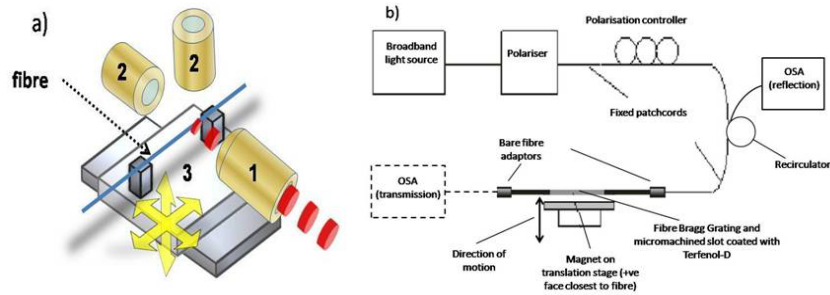 a)
2
2
fibre
3
1
b)
Polarisation controller
Broadband
light source
Polariser
OSA
(reflection)
Fixed patchcords
Bare fibre
adaptors
Recirculator
OSA
(transmission)
Direction of
motion
Magnet on
translation stage (+ve
face closest to fibre)
Fibre Bragg Grating and
micromachined slot coated with
Terfenol-D